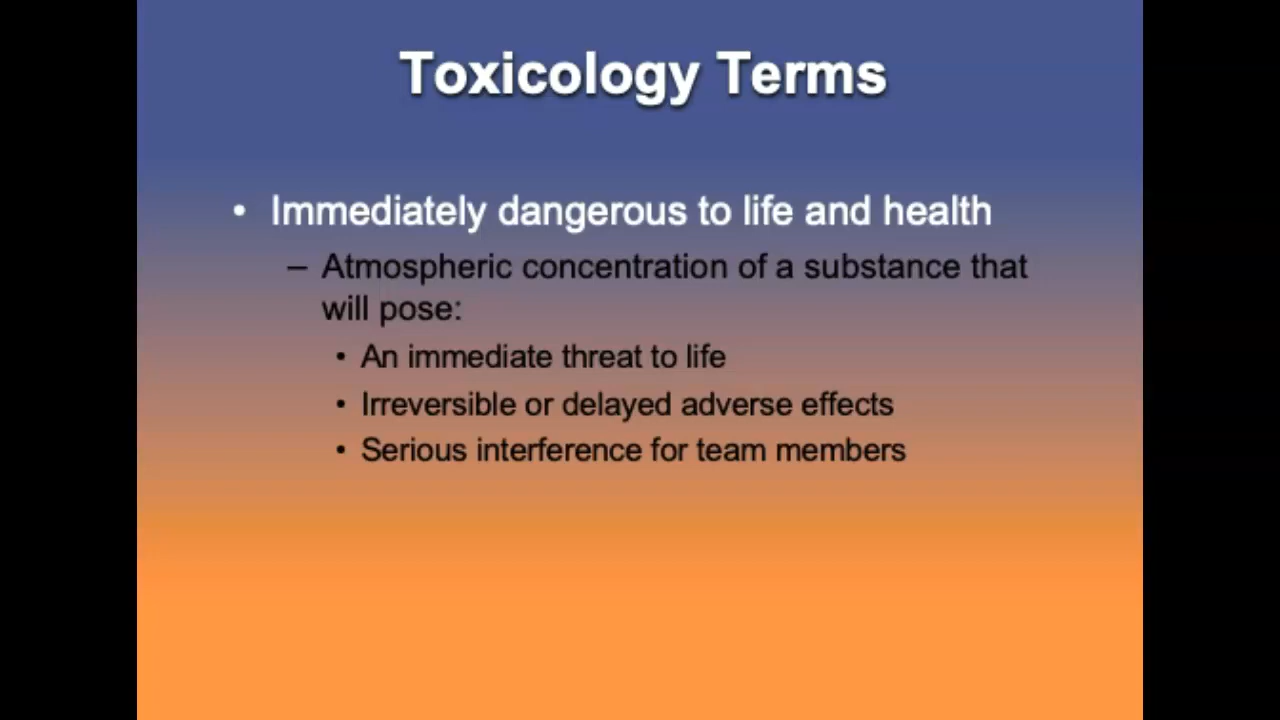 Toxicology Terms
• Immediately dangerous to life and health
– Atmospheric concentration of a substance that
will pose:
• An immediate threat to life
• Irreversible or delayed adverse effects
• Serious interference for team members